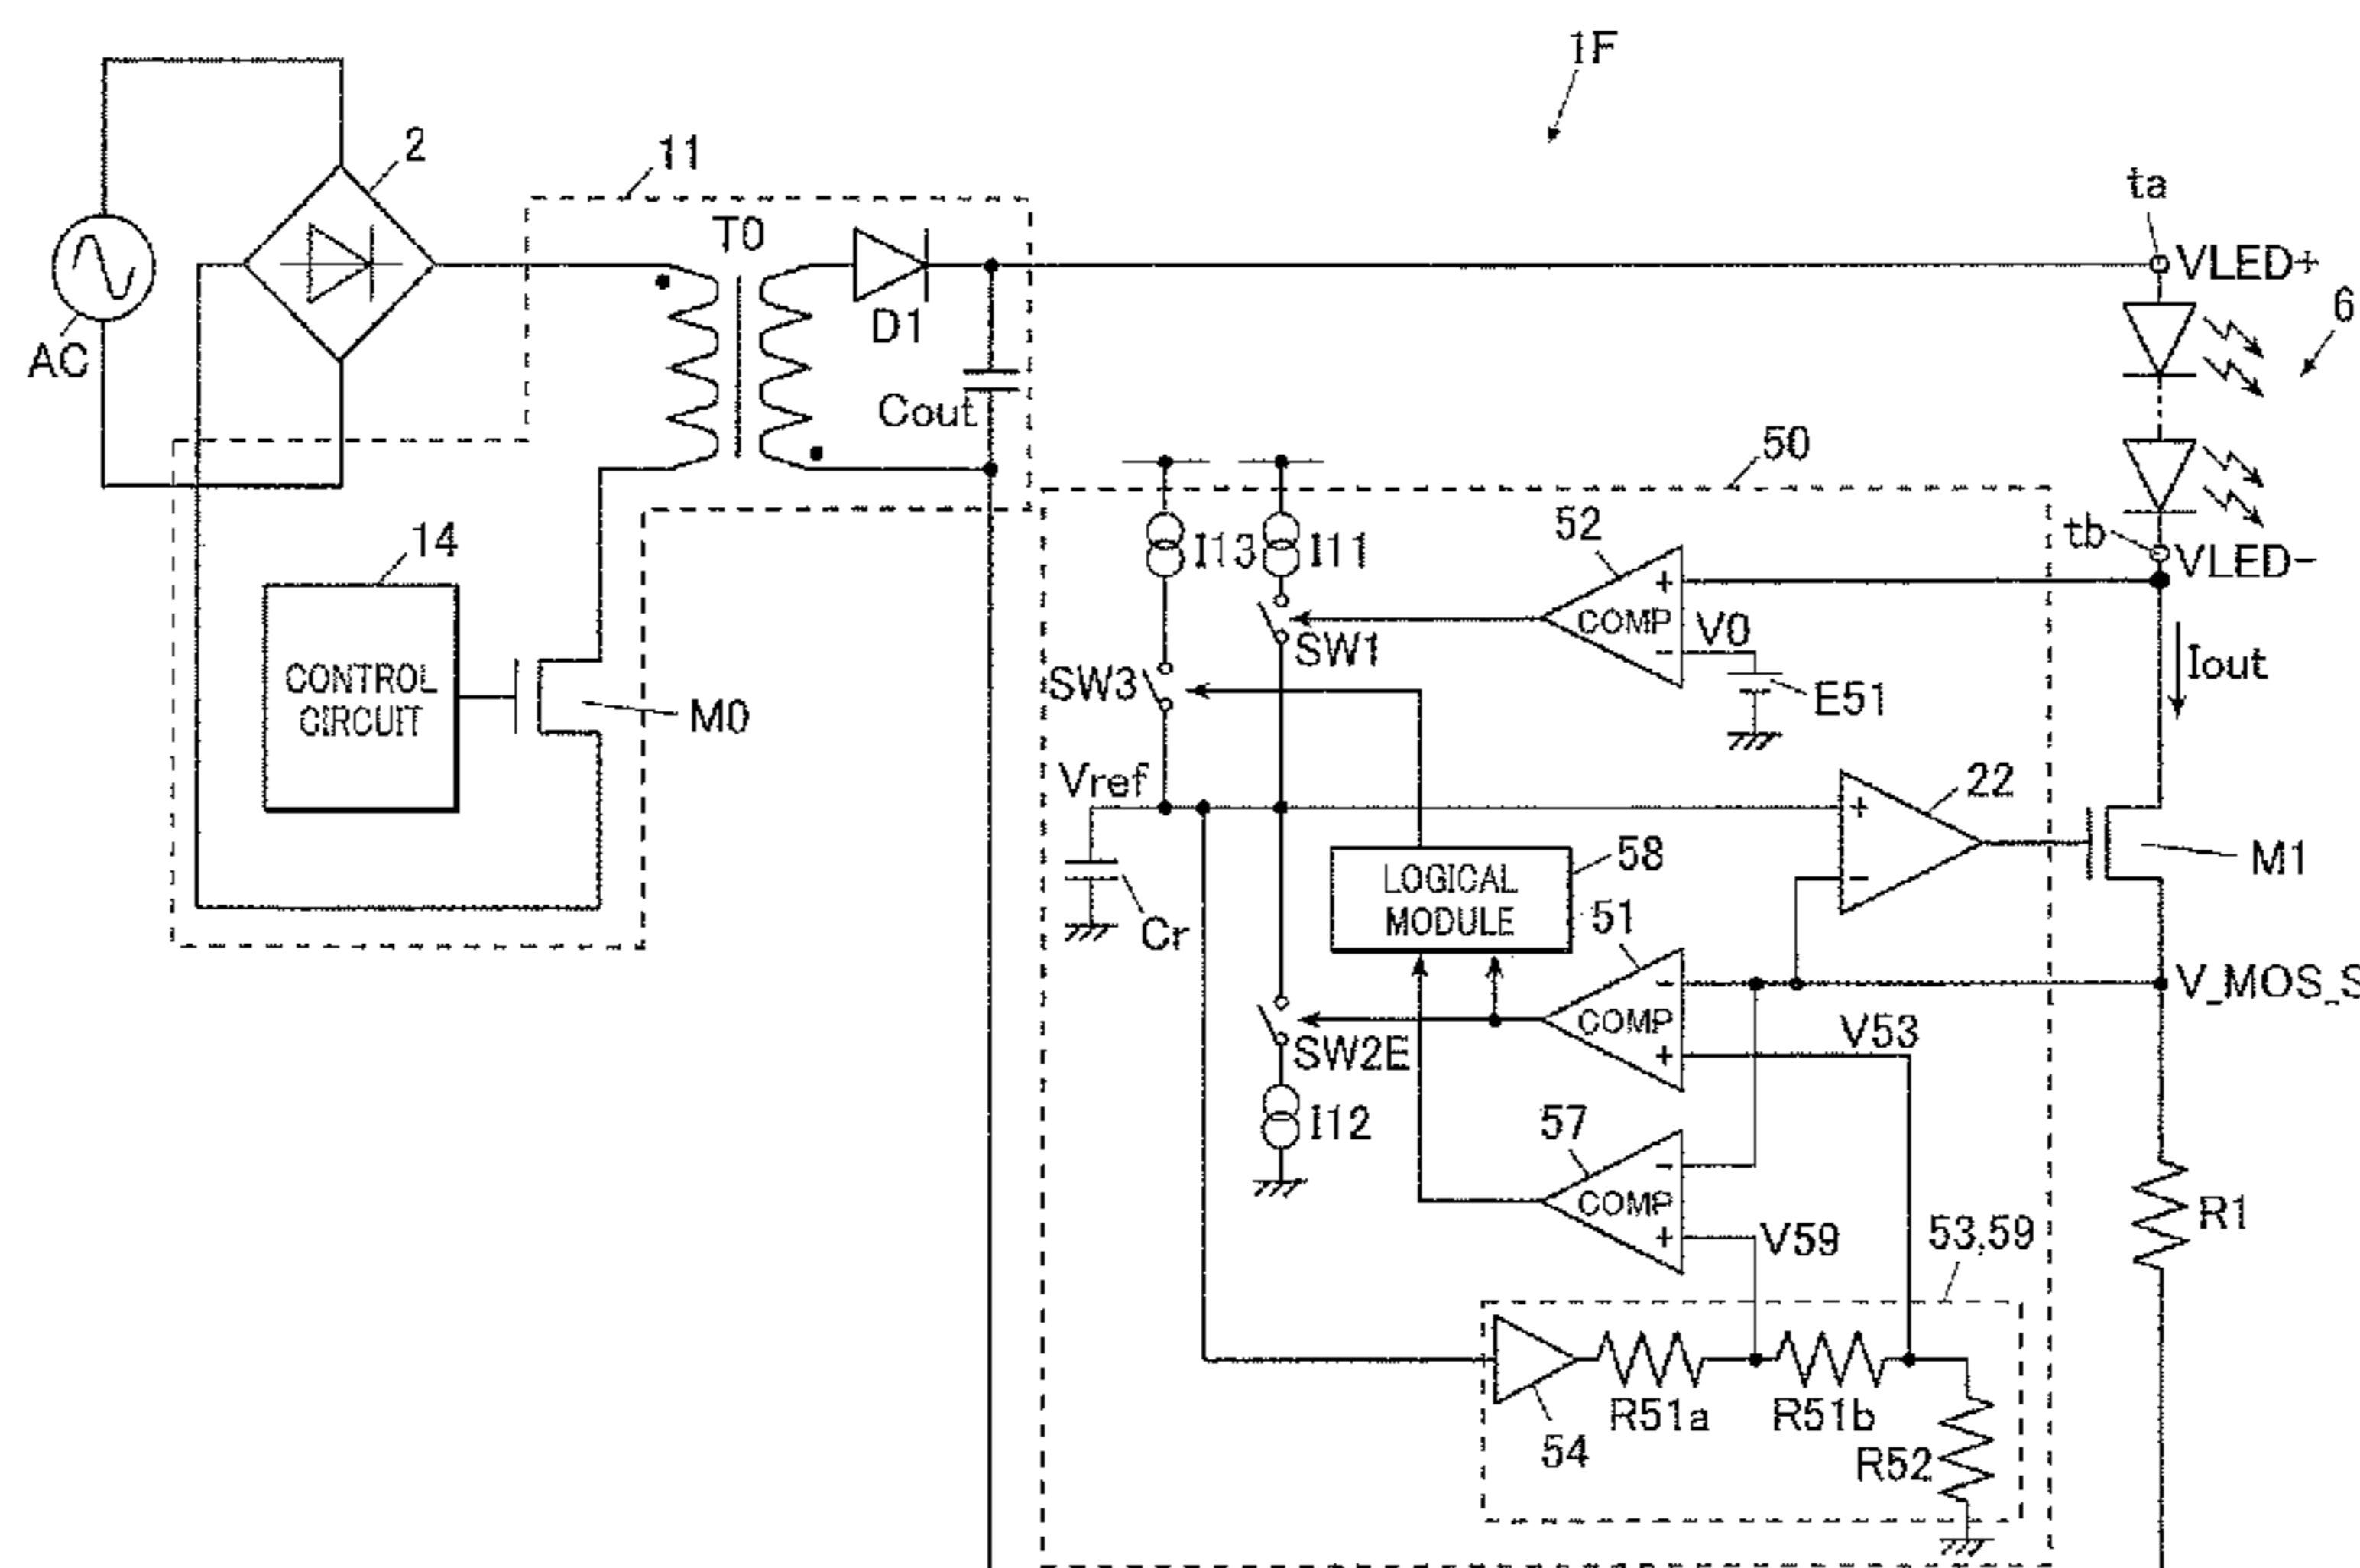 1F
2
11
ta
T0
VLED+
6
D1
AC
Cout
50
14
52
tb
VLED-
I13
I11
COMP
V0
SW1
Iout
CONTROL
CIRCUIT
SW3
E51
M0
Vref
22
58
M1
LOGICAL
MODULE
51
Cr
V_MOS_S
COMP
V53
SW2E
57
I12
COMP
R1
V59
53,59
R51a
R51b
54
R52
+
-
+
-
-
+
-
+